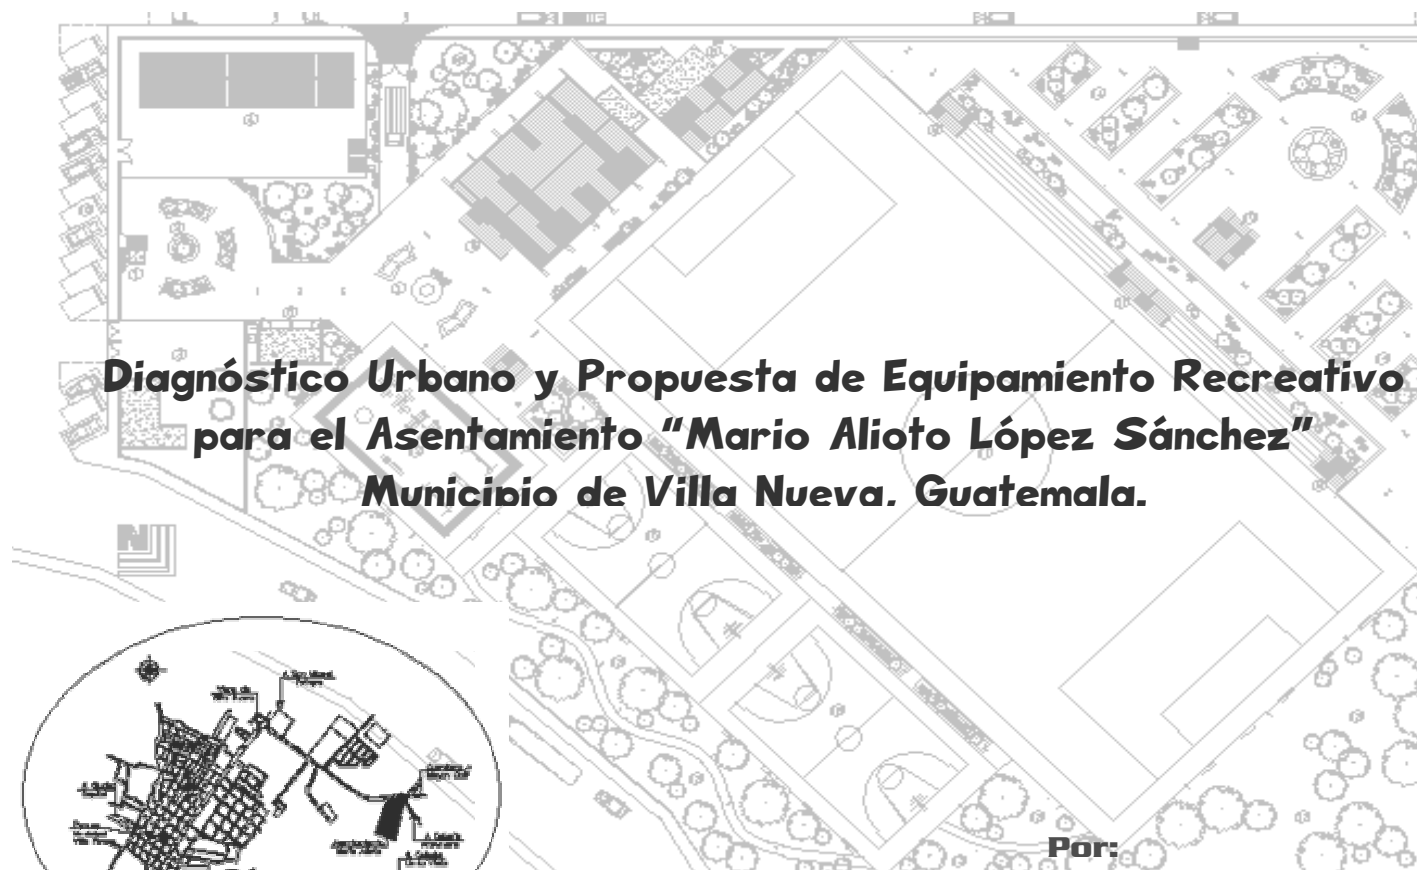 Diagnóstico Urbano y Propuesta de Equipamiento Recreativo
para el Asentamiento “Mario Alioto López Sánchez”
Municipio de Villa Nueva, Guatemala.
N
Por: